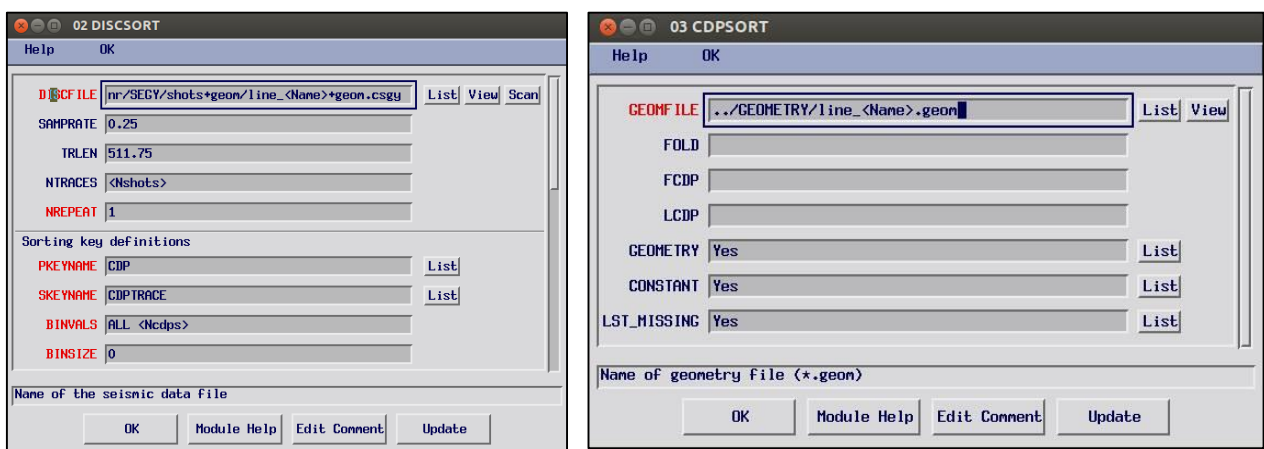 02 DISCSORT
Help OK
DISCFILE nr/SEGY/shots+geom/line_<Name>+geom.csgy List View Scan
SAMPRATE 0.25
TRLEN 511.75
NTRACES <Nshots>
NREPEAT 1
Sorting key definitions
PKEYNAME CDP List
SKEYNAME CDPTRACE List
BINVALS ALL <Ncdps>
BINSIZE 0
Name of the seismic data file
OK Module Help Edit Comment Update
03 CDPSORT
Help OK
GEOMFILE ../GEOMETRY/line_<Name>.geom List View
FOLD
FCDP
LCDP
GEOMETRY Yes List
CONSTANT Yes List
LST_MISSING Yes List
Name of geometry file (*.geom)
OK Module Help Edit Comment Update